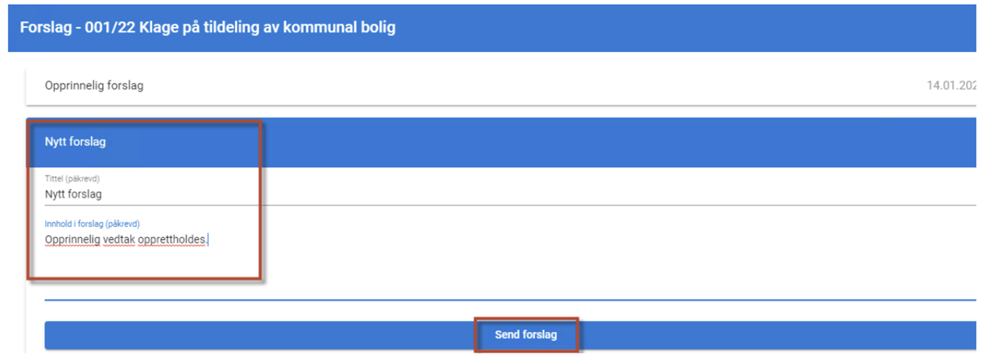 Forslag - 001/22 Klage på tildeling av kommunal bolig
Opprinnelig forslag
14.01.202
Nytt forslag
Tittel (påkrevd)
Nytt forslag
Innhold i forslag (påkrevd)
Opprinnelig vedtak opprettholdes.
Send forslag